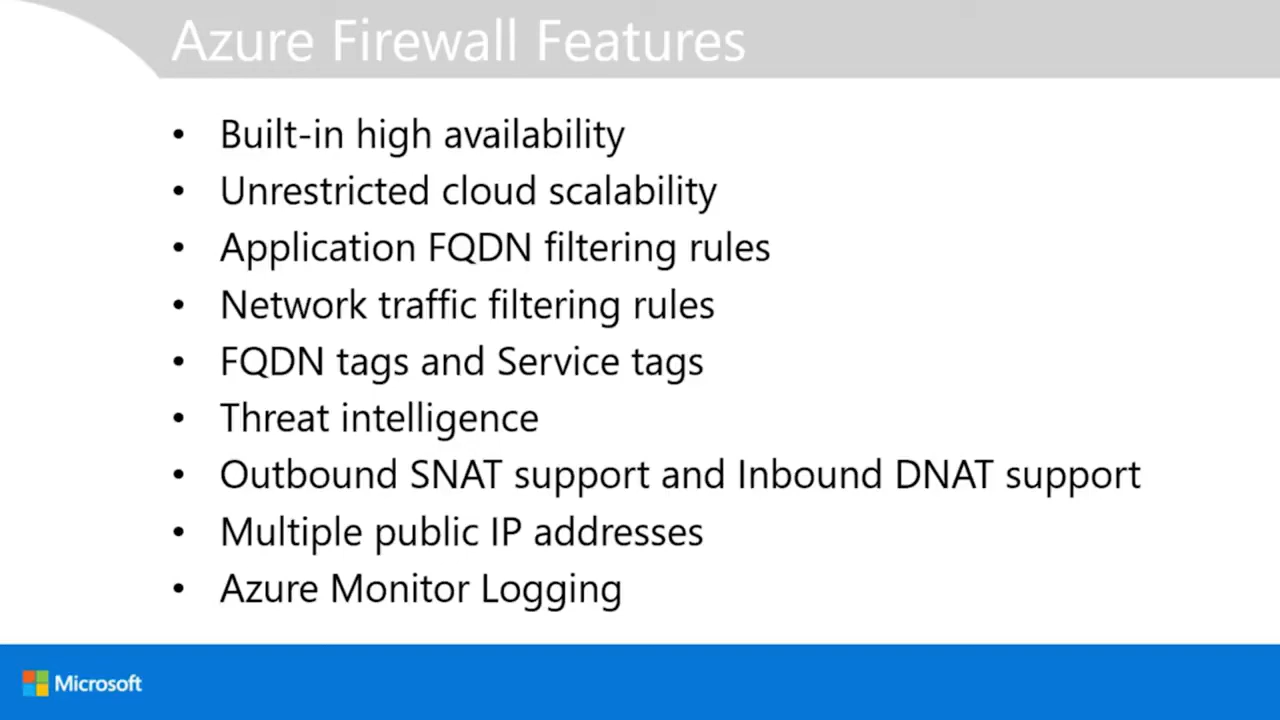 Azure Firewall Features
• Built-in high availability
• Unrestricted cloud scalability
• Application FQDN filtering rules
• Network traffic filtering rules
• FQDN tags and Service tags
• Threat intelligence
• Outbound SNAT support and Inbound DNAT support
• Multiple public IP addresses
• Azure Monitor Logging
Microsoft